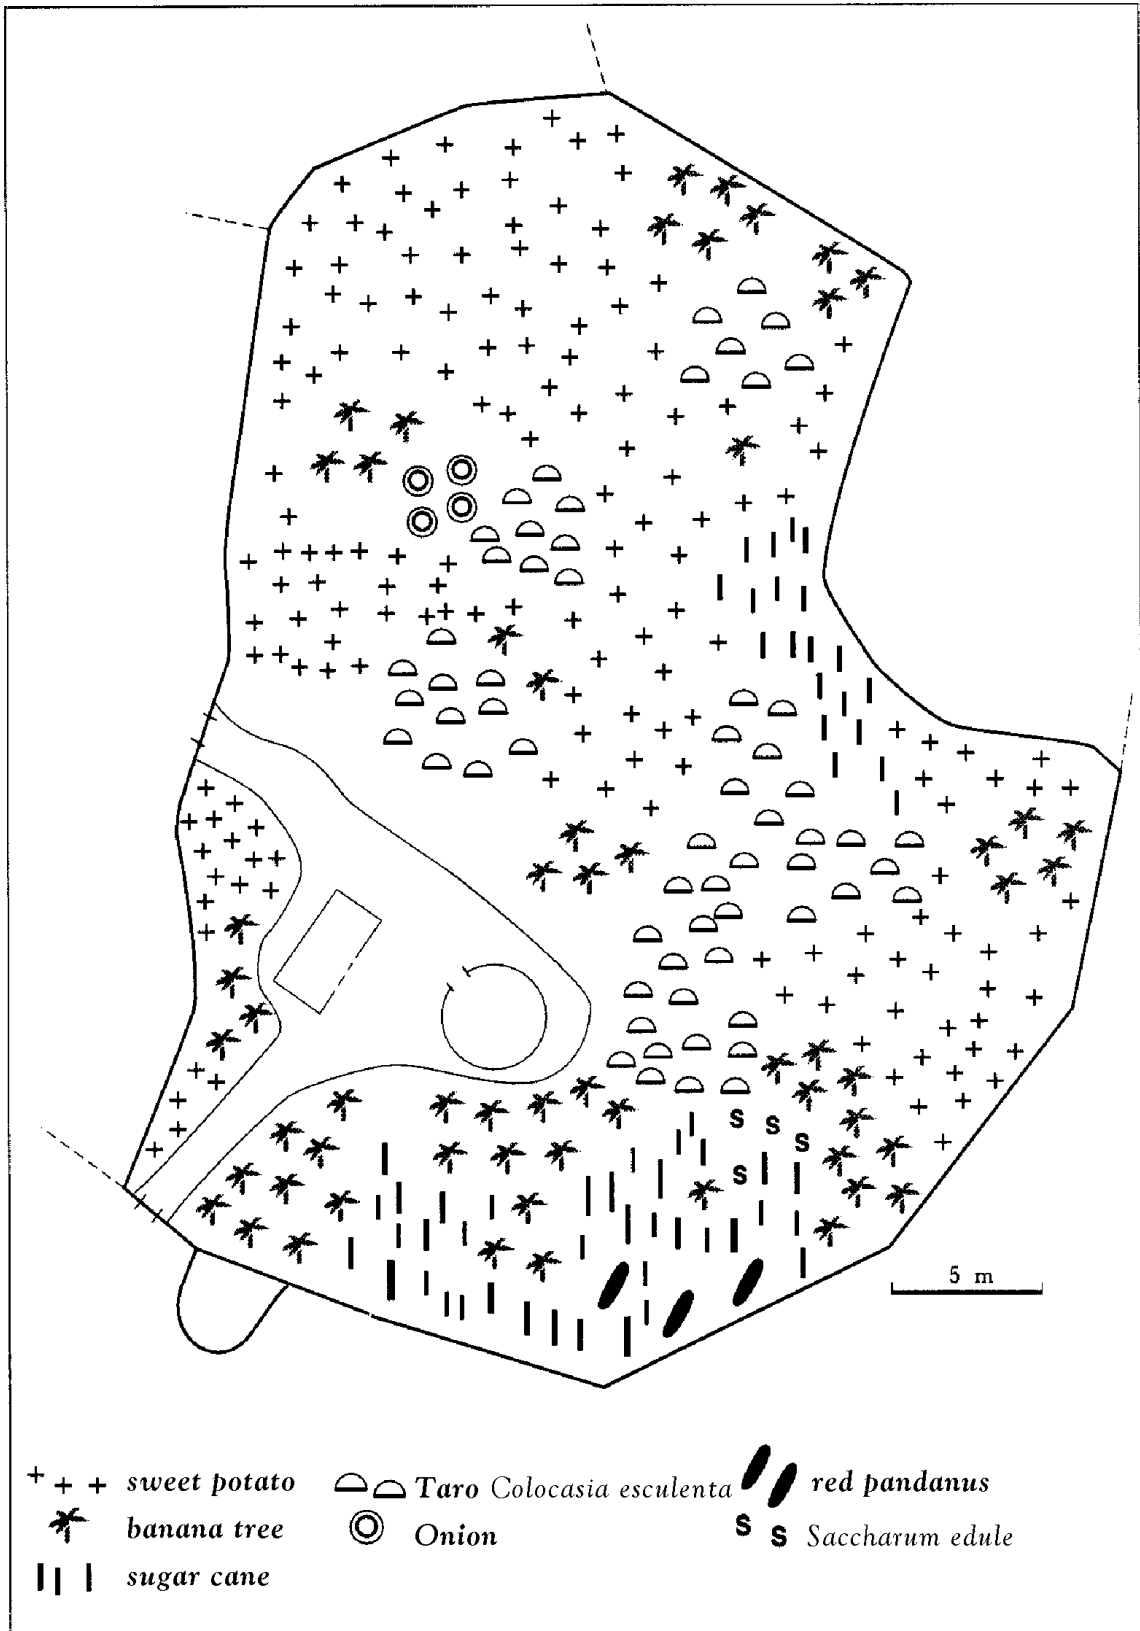 S
S
S
S
5 m
sweet potato
Taro Colocasia esculenta
red pandanus
banana tree
Onion
S S Saccharum edule
sugar cane